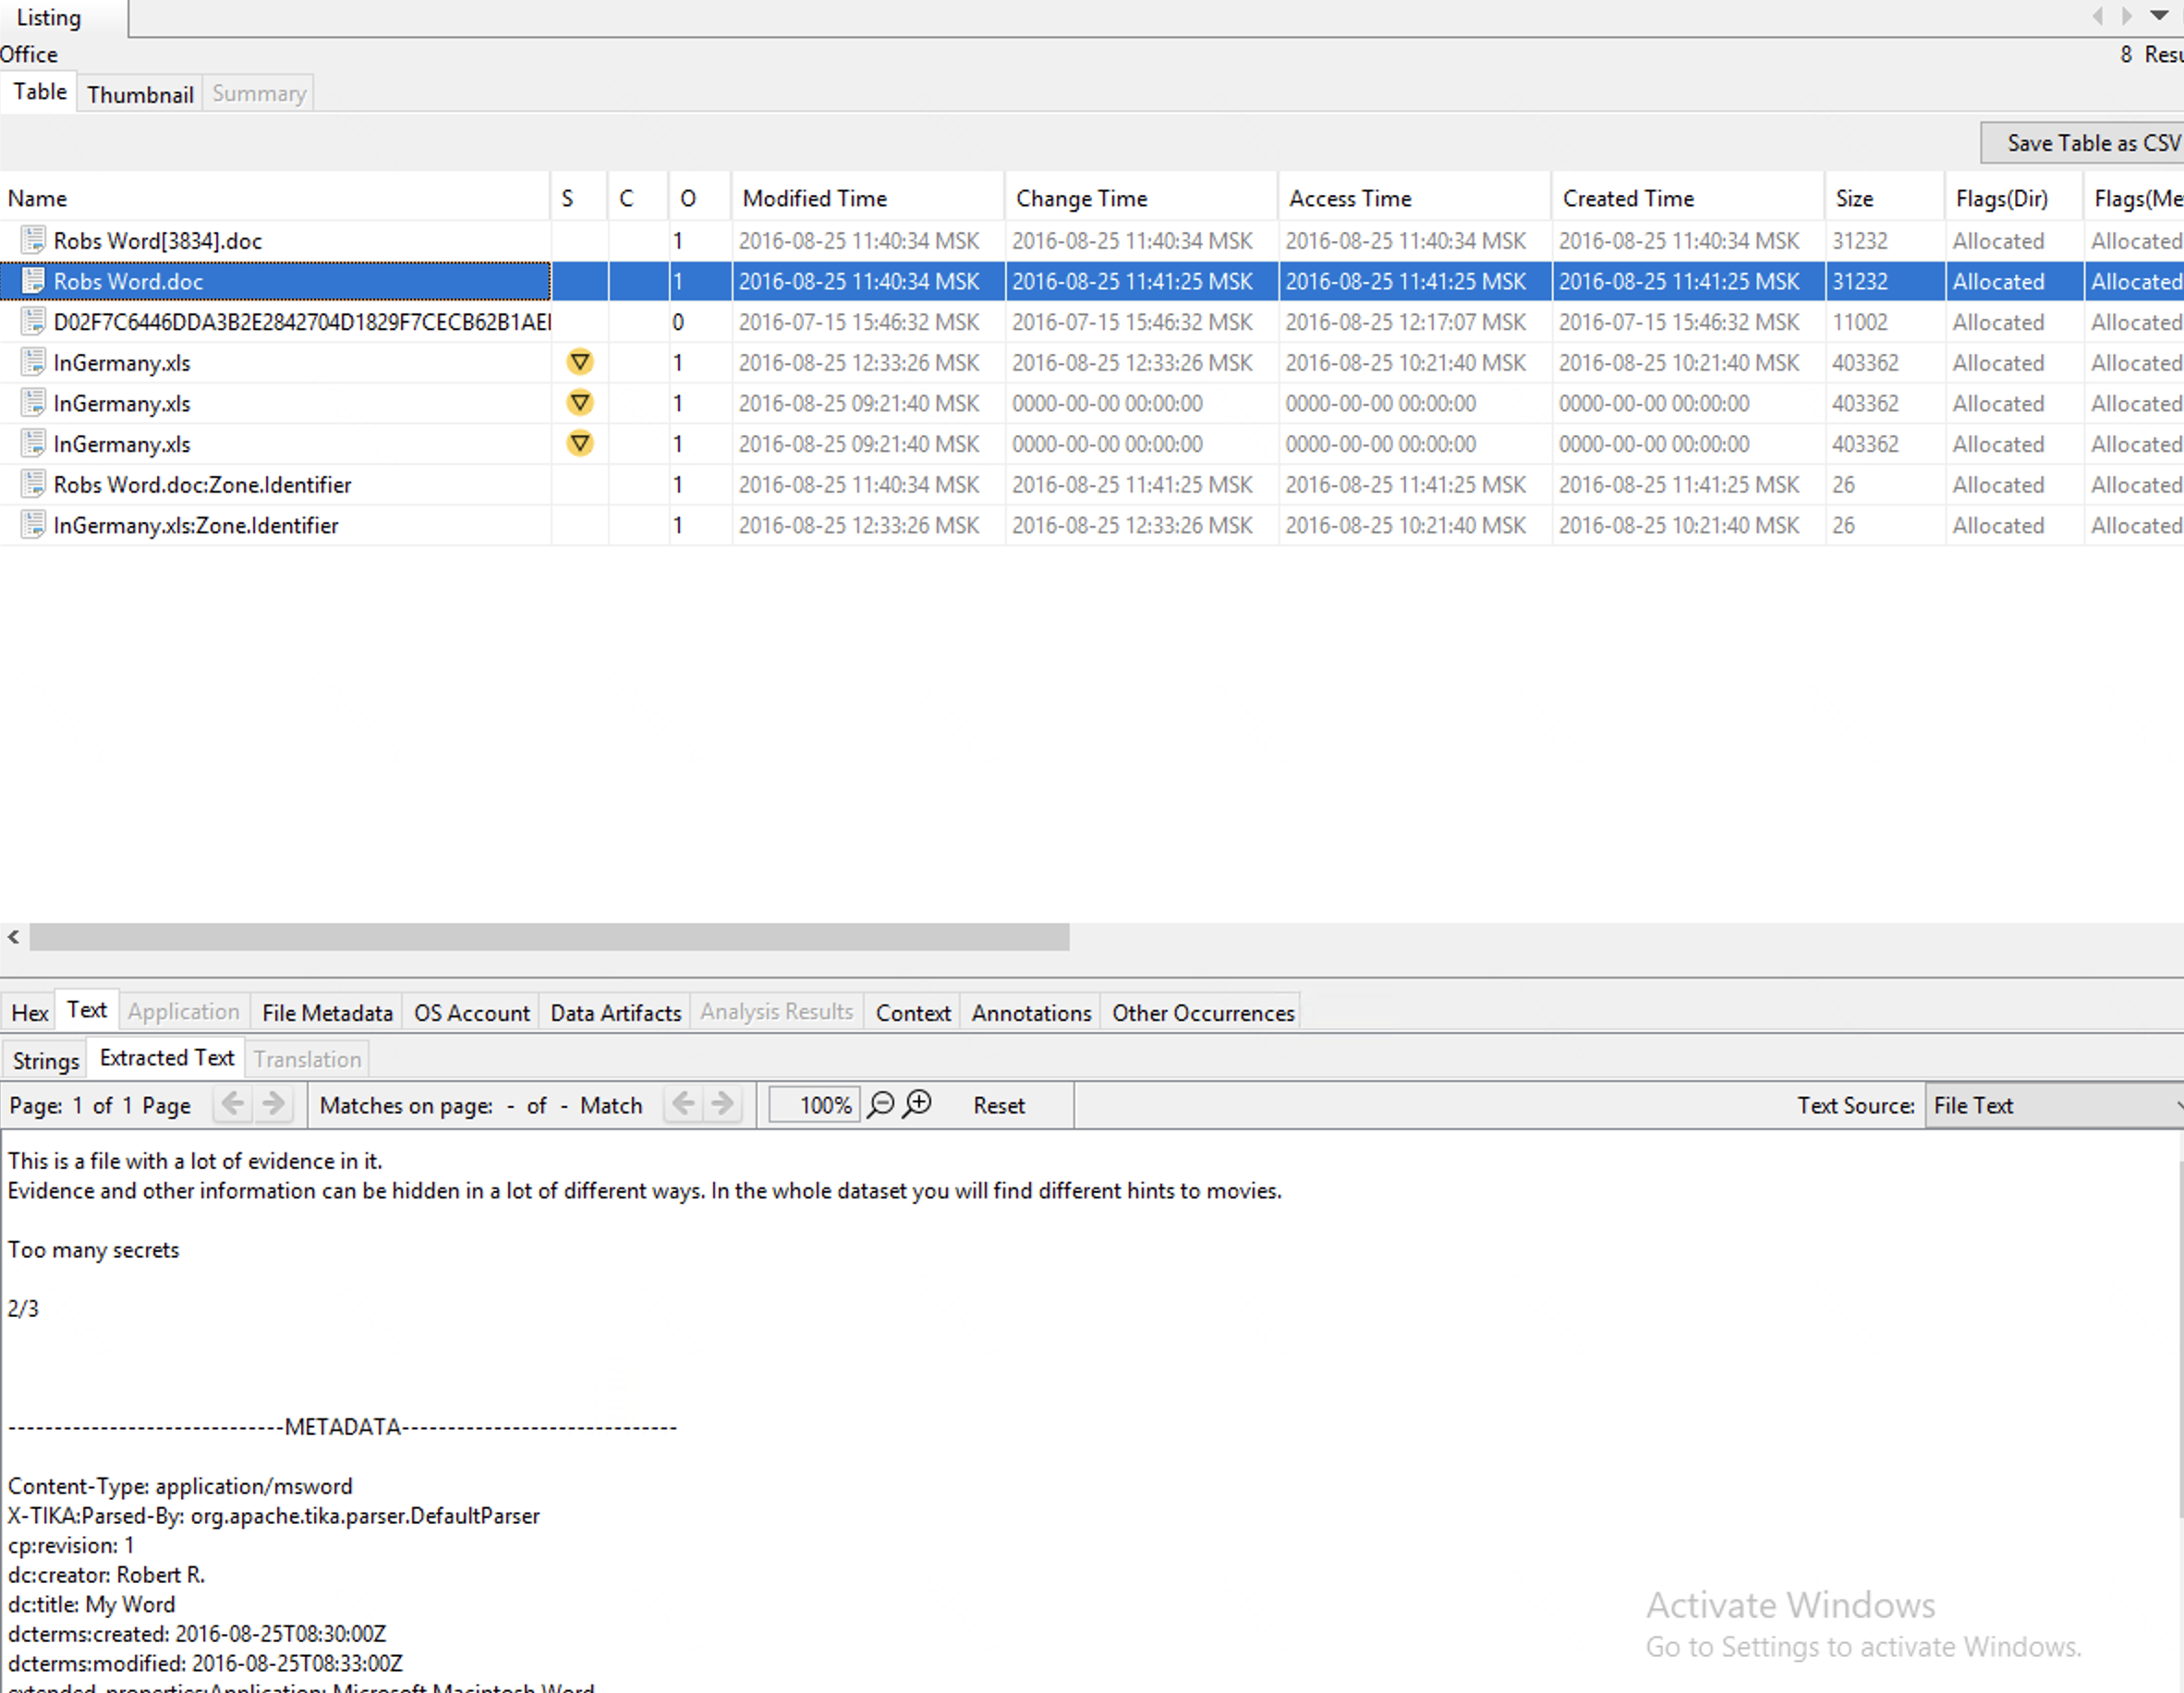 Listing
Office 8 Resu
Table Thumbnail Summary
Save Table as CSV
Name S C O Modified Time Change Time Access Time Created Time Size Flags(Dir) Flags(Me
Robs Word[3834].doc 1 2016-08-25 11:40:34 MSK 2016-08-25 11:40:34 MSK 2016-08-25 11:40:34 MSK 2016-08-25 11:40:34 MSK 31232 Allocated Allocated
Robs Word.doc 1 2016-08-25 11:40:34 MSK 2016-08-25 11:41:25 MSK 2016-08-25 11:41:25 MSK 2016-08-25 11:41:25 MSK 31232 Allocated Allocated
D02F7C6446DDA3B2E2842704D1829F7CECB62B1AE 0 2016-07-15 15:46:32 MSK 2016-07-15 15:46:32 MSK 2016-08-25 12:17:07 MSK 2016-07-15 15:46:32 MSK 11002 Allocated Allocated
InGermany.xls 1 2016-08-25 12:33:26 MSK 2016-08-25 12:33:26 MSK 2016-08-25 10:21:40 MSK 2016-08-25 10:21:40 MSK 403362 Allocated Allocated
InGermany.xls 1 2016-08-25 09:21:40 MSK 0000-00-00 00:00:00 0000-00-00 00:00:00 0000-00-00 00:00:00 403362 Allocated Allocated
InGermany.xls 1 2016-08-25 09:21:40 MSK 0000-00-00 00:00:00 0000-00-00 00:00:00 0000-00-00 00:00:00 403362 Allocated Allocated
Robs Word.doc:Zone.Identifier 1 2016-08-25 11:40:34 MSK 2016-08-25 11:41:25 MSK 2016-08-25 11:41:25 MSK 2016-08-25 11:41:25 MSK 26 Allocated Allocated
InGermany.xls:Zone.Identifier 1 2016-08-25 12:33:26 MSK 2016-08-25 12:33:26 MSK 2016-08-25 10:21:40 MSK 2016-08-25 10:21:40 MSK 26 Allocated Allocated
Hex Text Application File Metadata OS Account Data Artifacts Analysis Results Context Annotations Other Occurrences
Strings Extracted Text Translation
Page: 1 of 1 Page Matches on page: - of - Match 100% Reset Text Source: File Text
This is a file with a lot of evidence in it.
Evidence and other information can be hidden in a lot of different ways. In the whole dataset you will find different hints to movies.
Too many secrets
2/3
------------------------------METADATA------------------------------
Content-Type: application/msword
X-TIKA:Parsed-By: org.apache.tika.parser.DefaultParser
cp:revision: 1
dc:creator: Robert R.
dc:title: My Word
dcterms:created: 2016-08-25T08:30:00Z
dcterms:modified: 2016-08-25T08:33:00Z
extended-properties:Application: Microsoft Macintosh Word
Activate Windows
Go to Settings to activate Windows.